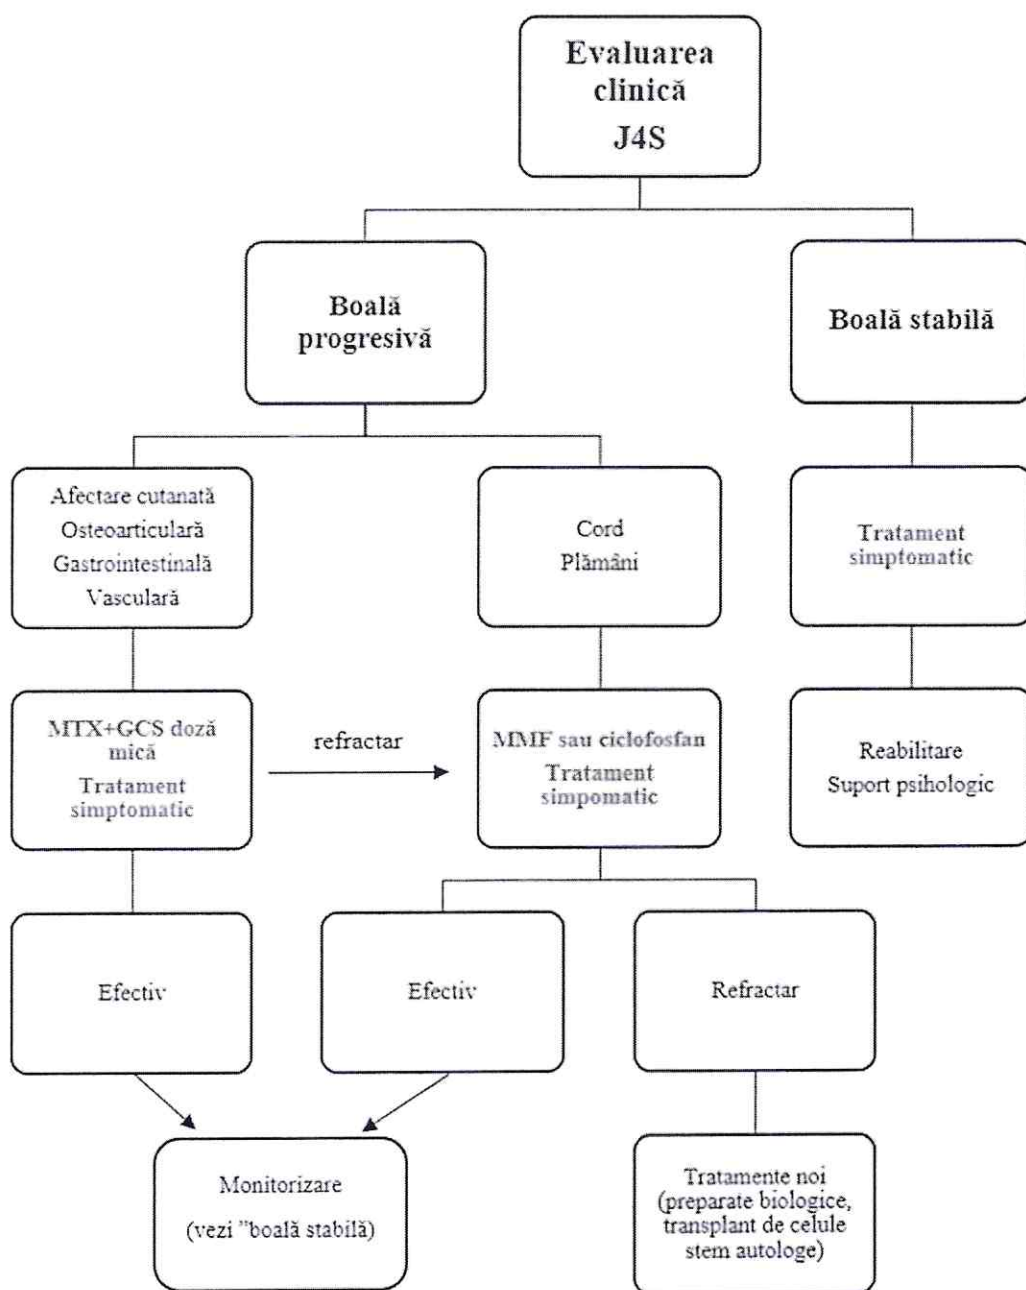 Evaluarea
clinică
J4S
Boală
progresivă
Boală stabilă
Afectare cutanată
Osteoarticulară
Gastrointestinală
Vasculară
Cord
Plămâni
Tratament
simptomatic
MTX+GCS doză
mică
Tratament
simptomatic
refractar
MMF sau ciclofosfan
Tratament
simpomatic
Reabilitare
Suport psihologic
Efectiv
Efectiv
Refractar
Monitorizare
(vezi ”boală stabilă)
Tratamente noi
(preparate biologice,
transplant de celule
stem autologe)